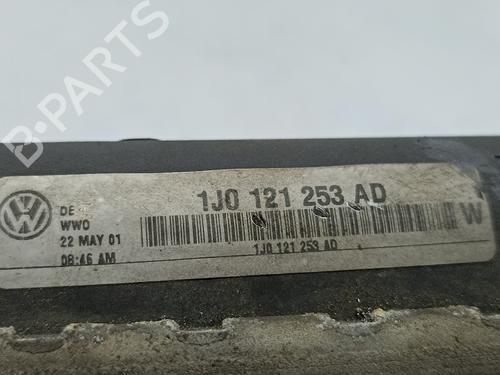 1J0 121 253 AD
DE
WWO
22 MAY 01
08:46 AM
W
1J0 121 253 AD
B-PARTS